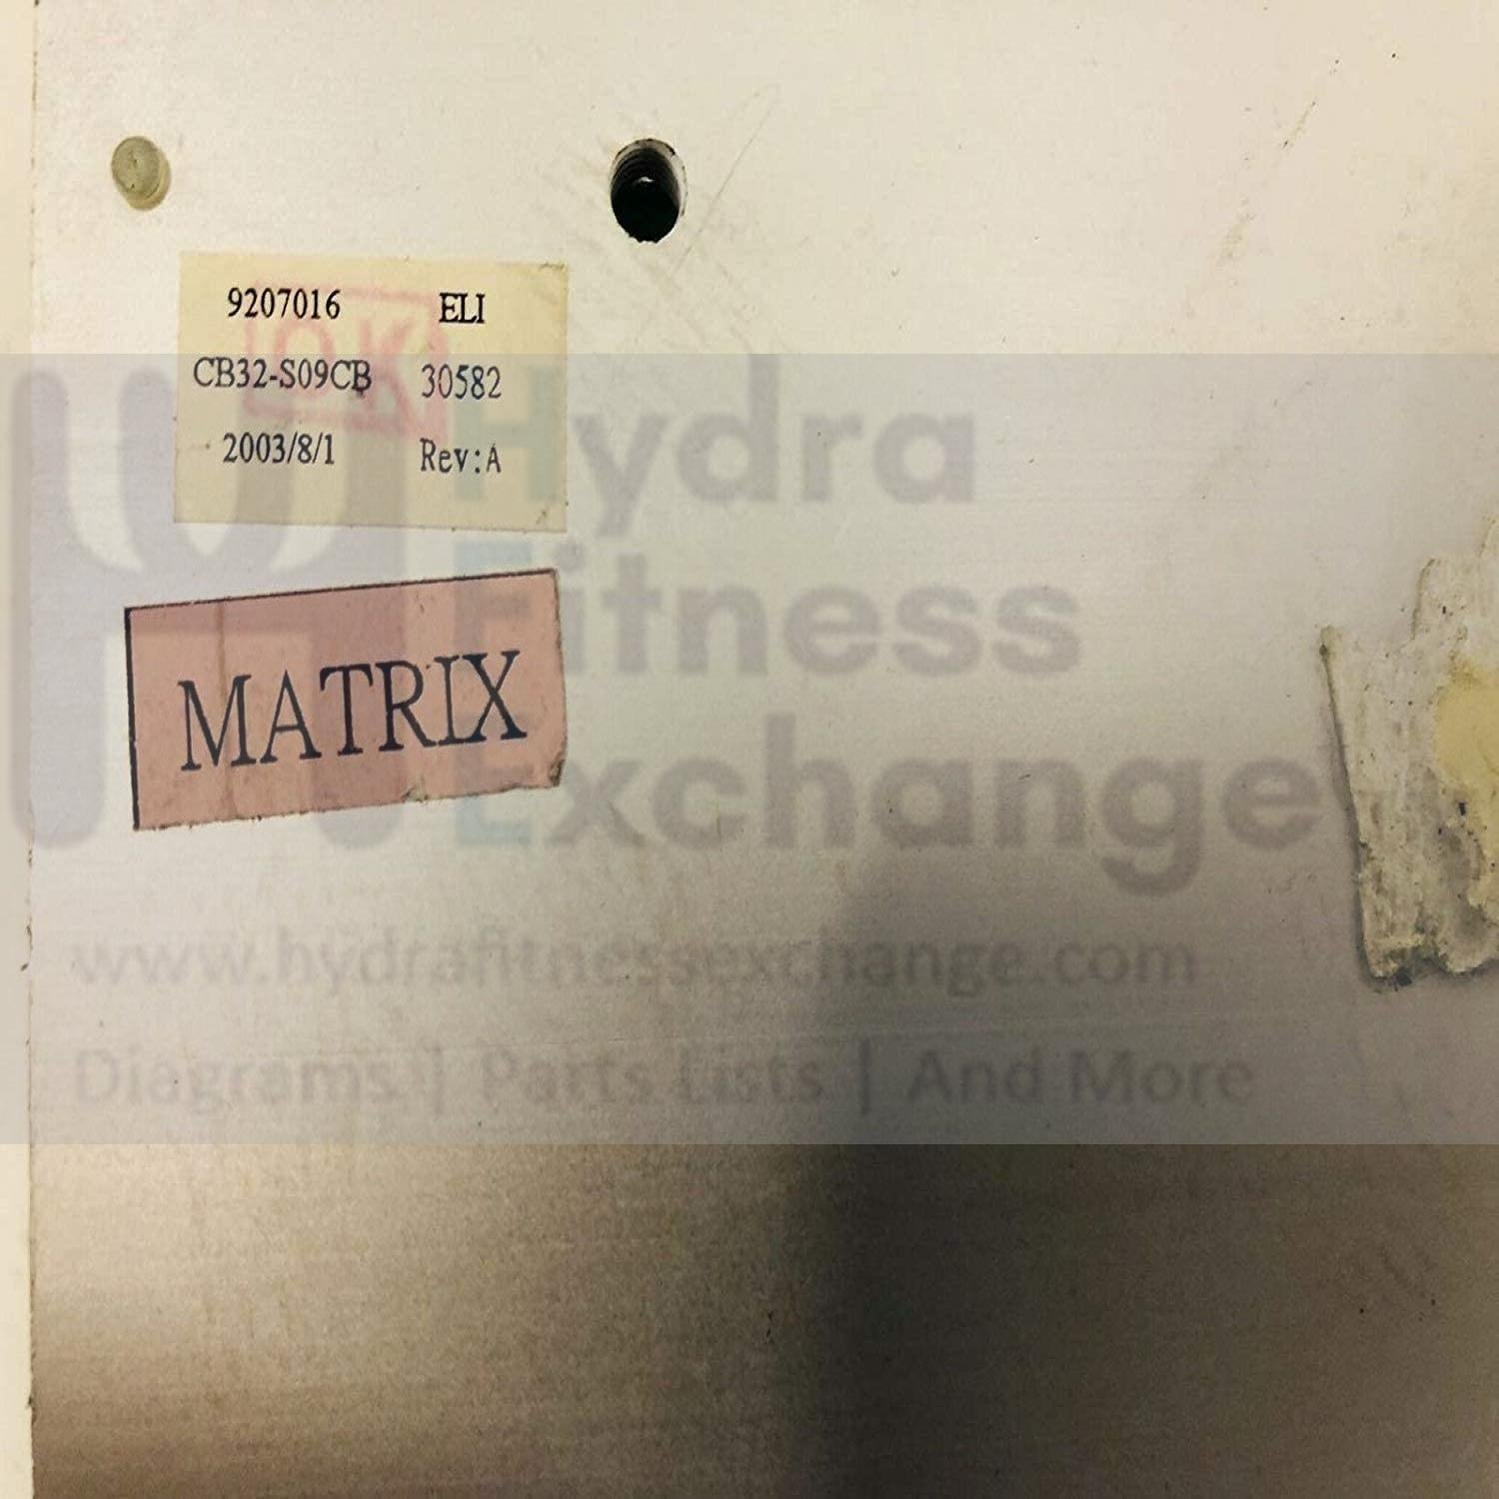 9207016 ELI
OK
CB32-S09CB 30582
2003/8/1 Rev:A
MATRIX
Hydra
Fitness
Exchange
www.hydrafitnessexchange.com
Diagrams | Parts Lists | And More